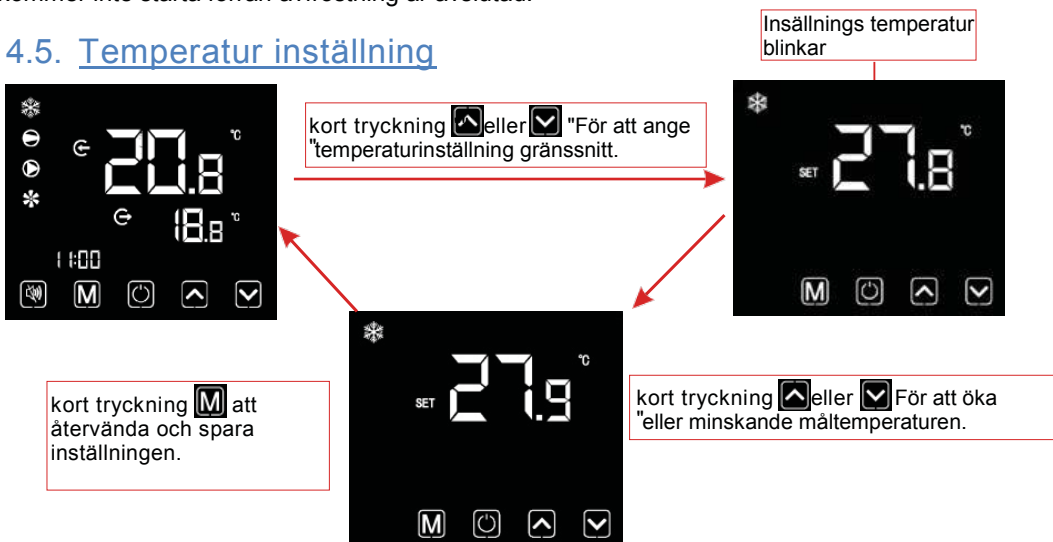 4.5. Temperatur inställning
Insällnings temperatur
blinkar
20.8 °C
18.8 °C
11:00
M
kort tryckning eller "För att ange
"temperaturinställning gränssnitt.
SET 27.8 °C
M
kort tryckning M att
återvända och spara
inställningen.
SET 27.9 °C
M
kort tryckning eller För att öka
"eller minskande måltemperaturen.